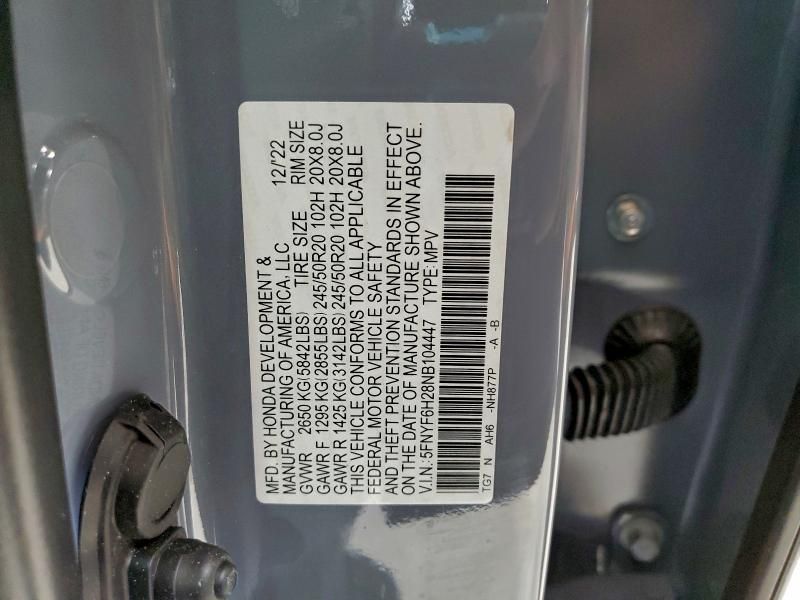 MFD. BY HONDA DEVELOPMENT &
MANUFACTURING OF AMERICA, LLC 12/'22
GVWR 2650 KG(5842LBS) TIRE SIZE RIM SIZE
GAWR F 1295 KG(2855LBS) 245/50R20 102H 20X8.0J
GAWR R 1425 KG(3142LBS) 245/50R20 102H 20X8.0J
THIS VEHICLE CONFORMS TO ALL APPLICABLE
FEDERAL MOTOR VEHICLE SAFETY
AND THEFT PREVENTION STANDARDS IN EFFECT
ON THE DATE OF MANUFACTURE SHOWN ABOVE.
V.I.N.: 5FNYF6H28NB104447 TYPE: MPV
TG7 N AH6 -NH877P -A -B